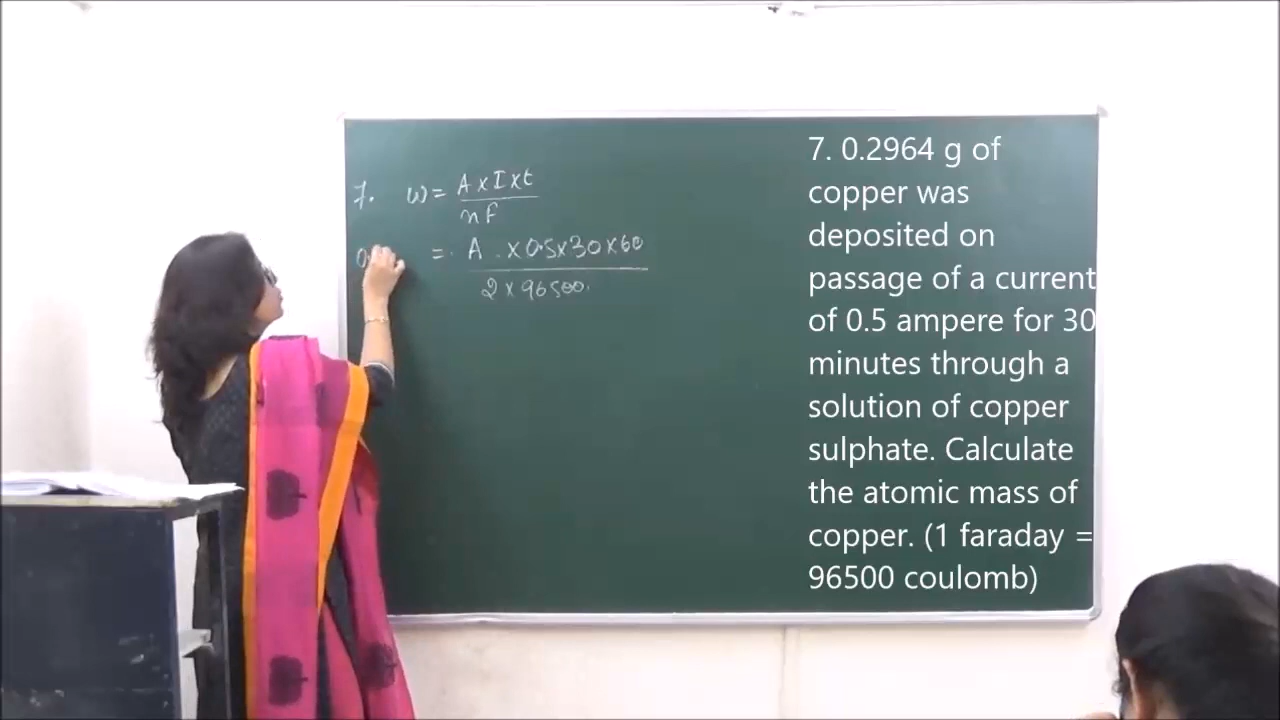 7. W = A x I x t
n F
0. = A x 0.5 x 30 x 60
2 x 96500
7. 0.2964 g of
copper was
deposited on
passage of a current
of 0.5 ampere for 30
minutes through a
solution of copper
sulphate. Calculate
the atomic mass of
copper. (1 faraday =
96500 coulomb)